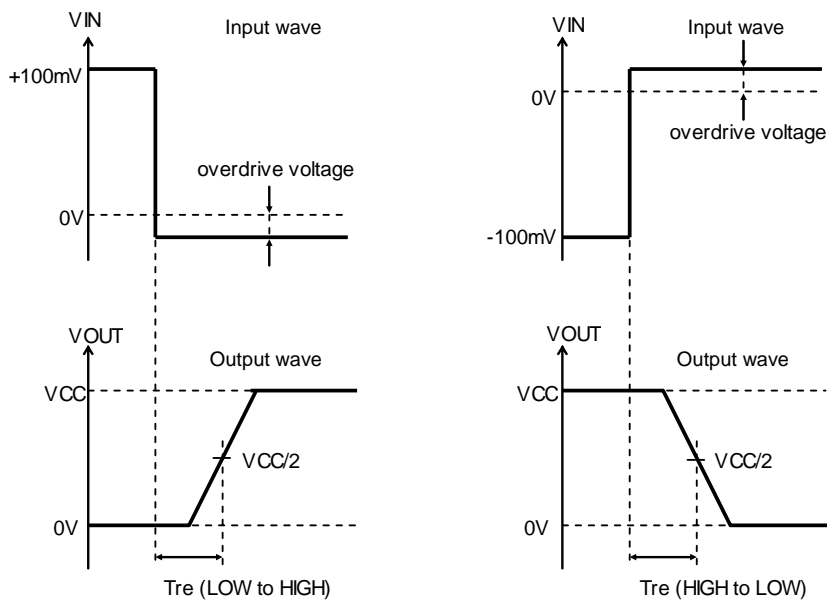 VIN
Input wave
+100mV
overdrive voltage
0V
VOUT
Output wave
VCC
VCC/2
0V
Tre (LOW to HIGH)
VIN
Input wave
0V
overdrive voltage
-100mV
VOUT
Output wave
VCC
VCC/2
0V
Tre (HIGH to LOW)